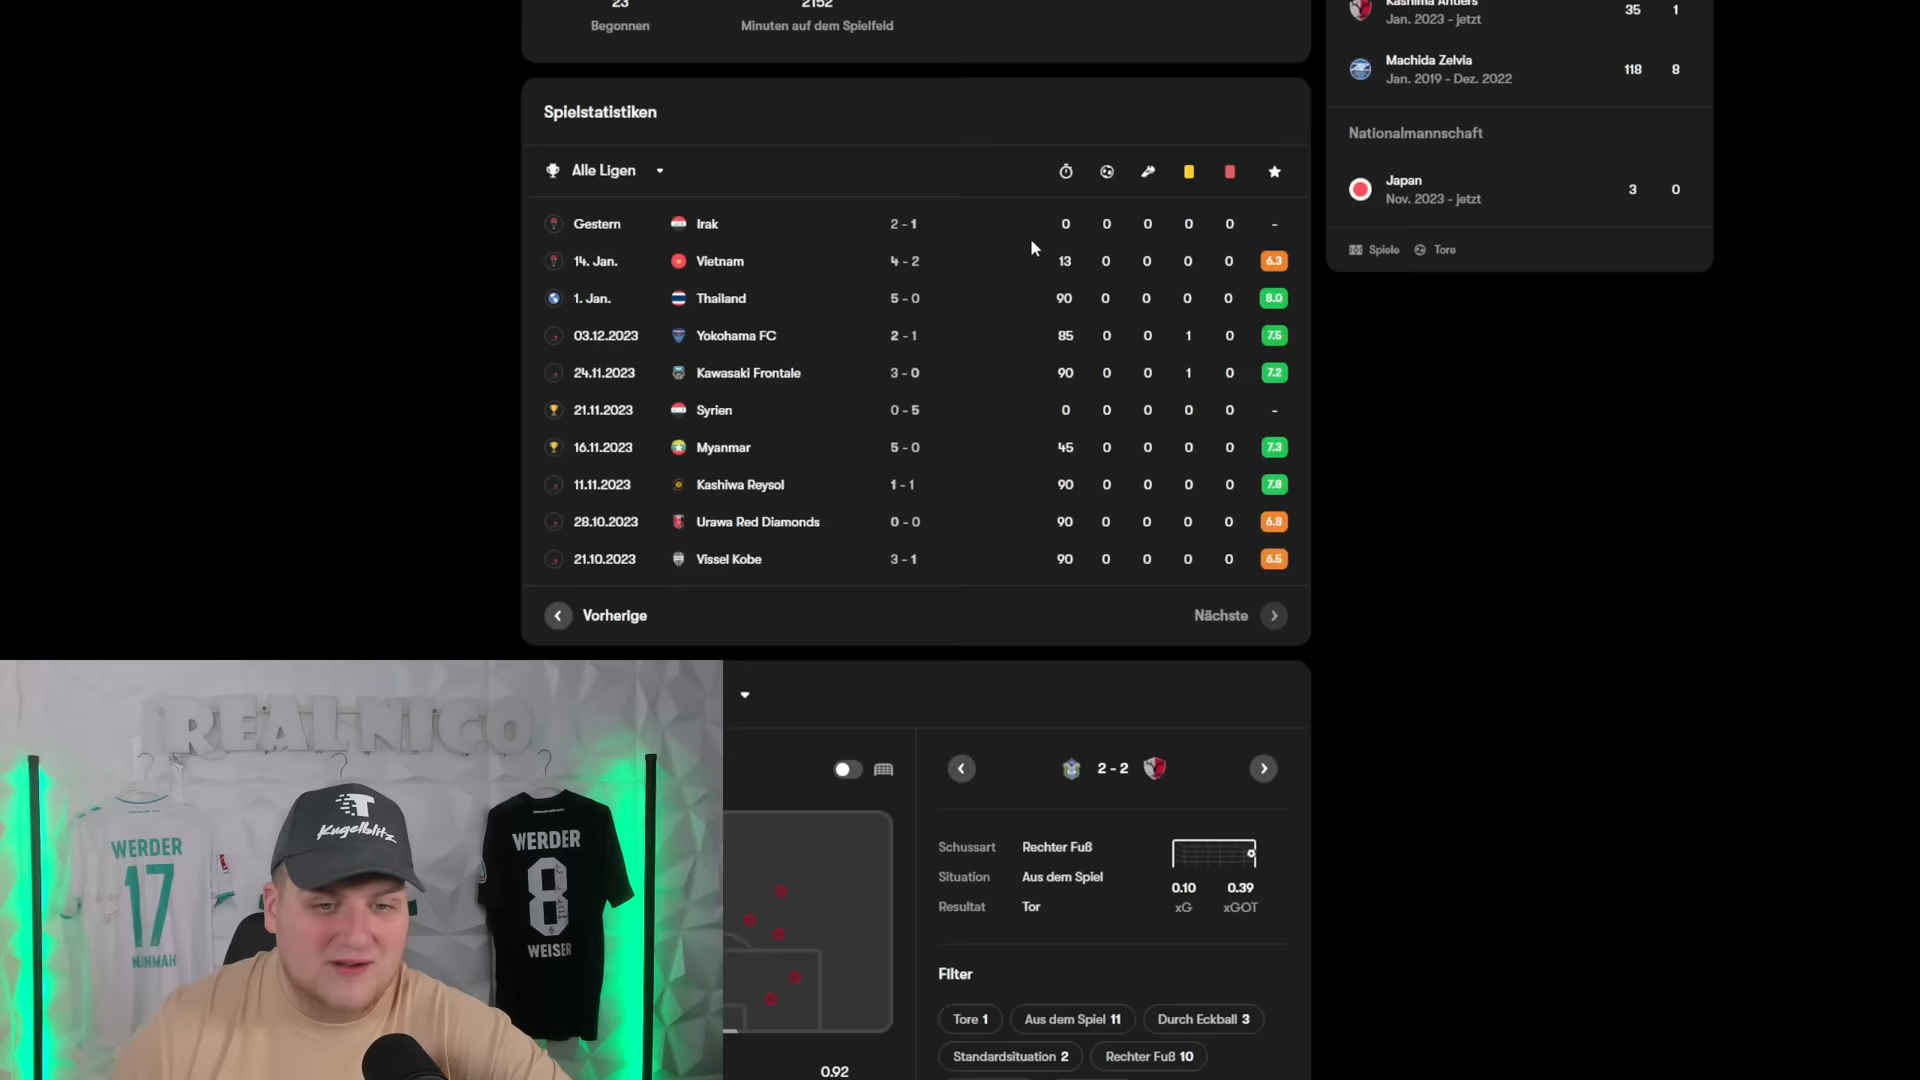 23
2152
Begonnen
Minuten auf dem Spielfeld
Kashima Antlers
Jan. 2023 - jetzt
35 1
Machida Zelvia
Jan. 2019 - Dez. 2022
118 8
Nationalmannschaft
Japan
Nov. 2023 - jetzt
3 0
Spiele Tore
Spielstatistiken
Alle Ligen
Gestern Irak 2 - 1 0 0 0 0 0 -
14. Jan. Vietnam 4 - 2 13 0 0 0 0 6.3
1. Jan. Thailand 5 - 0 90 0 0 0 0 8.0
03.12.2023 Yokohama FC 2 - 1 85 0 0 1 0 7.5
24.11.2023 Kawasaki Frontale 3 - 0 90 0 0 1 0 7.2
21.11.2023 Syrien 0 - 5 0 0 0 0 0 -
16.11.2023 Myanmar 5 - 0 45 0 0 0 0 7.3
11.11.2023 Kashiwa Reysol 1 - 1 90 0 0 0 0 7.8
28.10.2023 Urawa Red Diamonds 0 - 0 90 0 0 0 0 6.8
21.10.2023 Vissel Kobe 3 - 1 90 0 0 0 0 6.5
Vorherige
Nächste
REALNICO
WERDER
17
WERDER
8
WEISER
T
Kugelblitz
2 - 2
Schussart Rechter Fuß
Situation Aus dem Spiel
Resultat Tor
0.10 0.39
xG xGOT
Filter
Tore 1 Aus dem Spiel 11 Durch Eckball 3
Standardsituation 2 Rechter Fuß 10
0.92